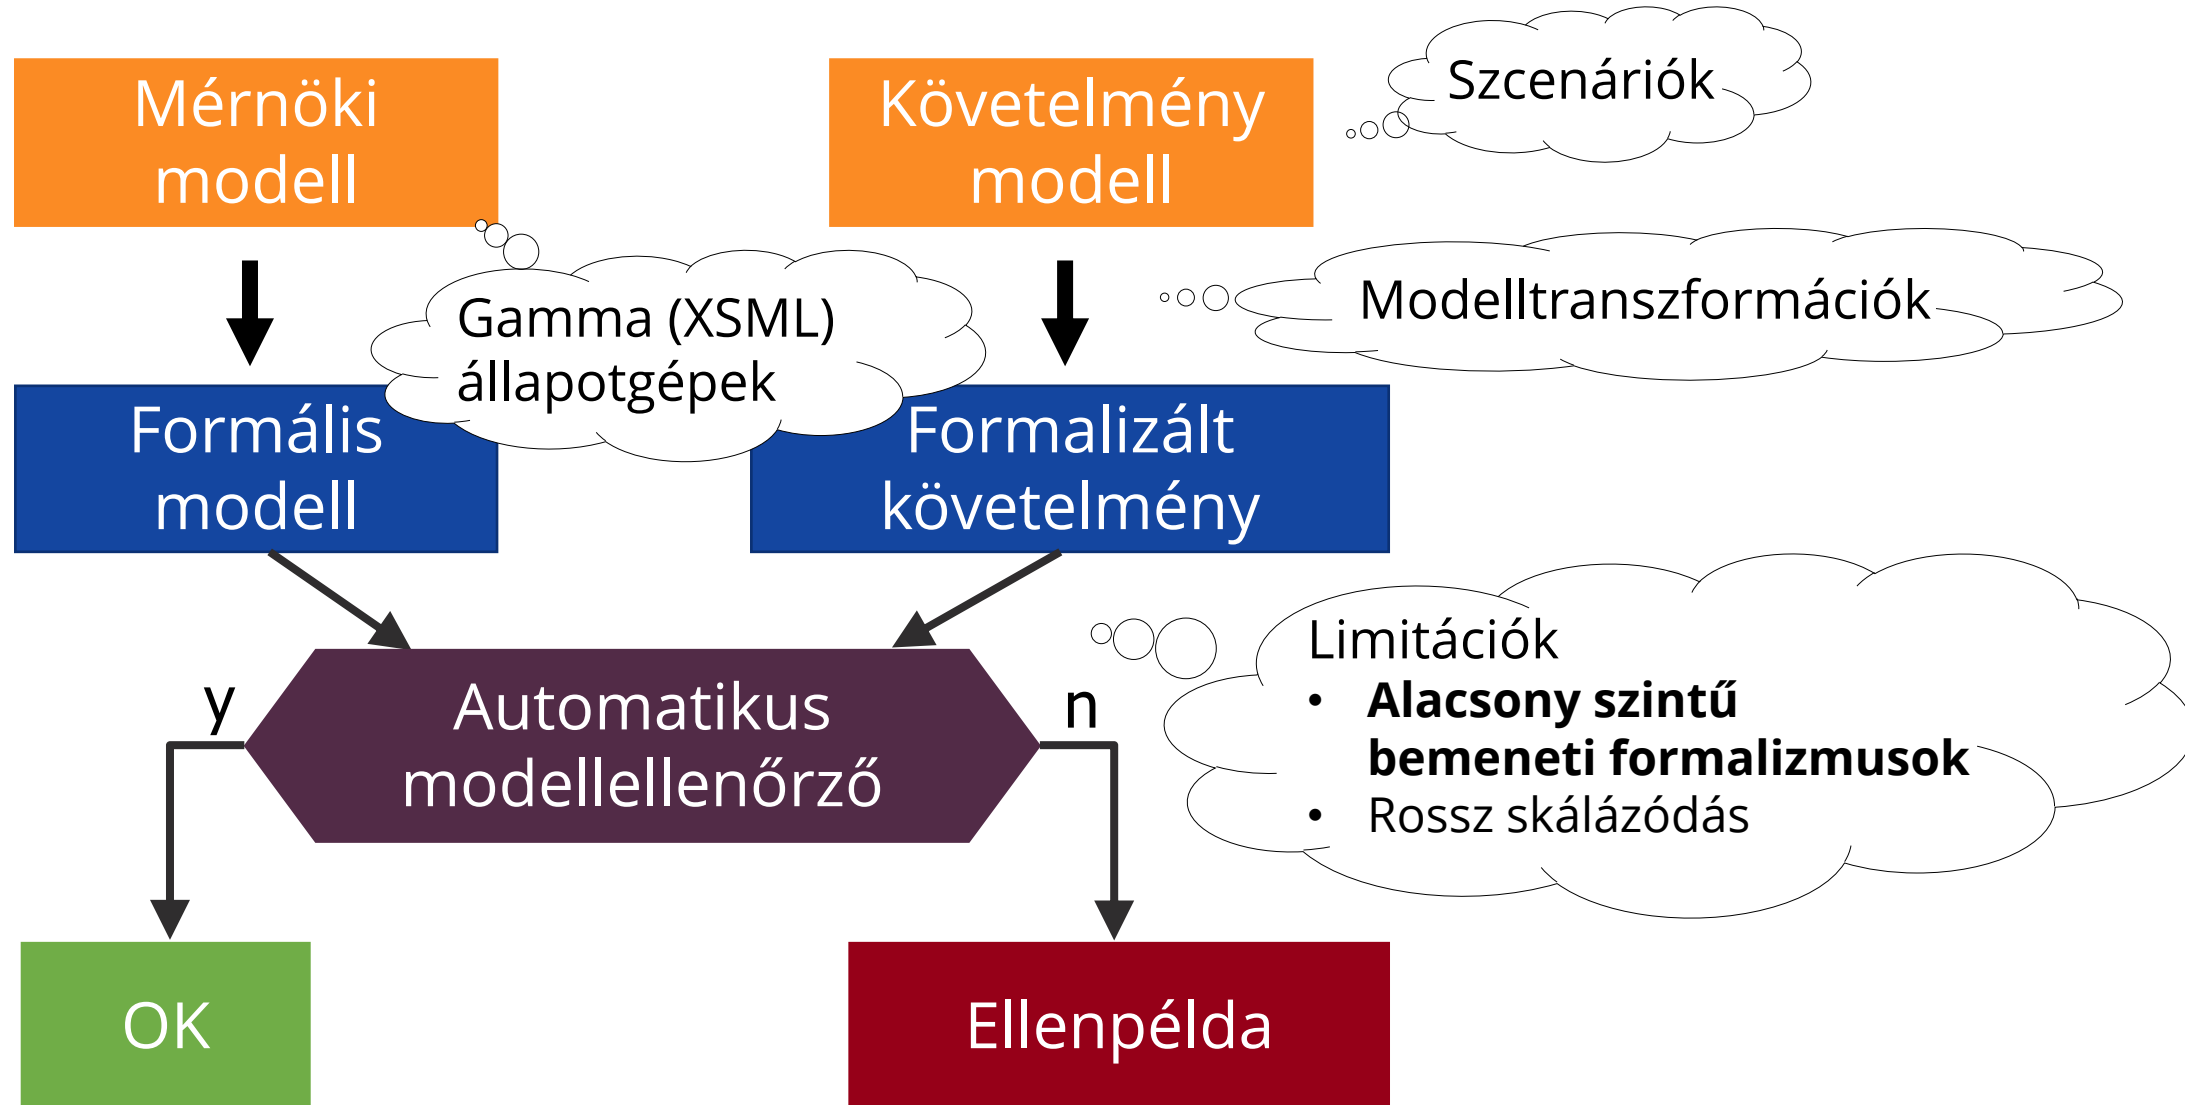 Mérnöki
modell
Követelmény
modell
Szcenáriók
Gamma (XSML)
állapotgépek
Modelltranszformációk
Formális
modell
Formalizált
követelmény
Limitációk
• Alacsony szintű
bemeneti formalizmusok
• Rossz skálázódás
y
Automatikus
modellellenőrző
n
OK
Ellenpélda